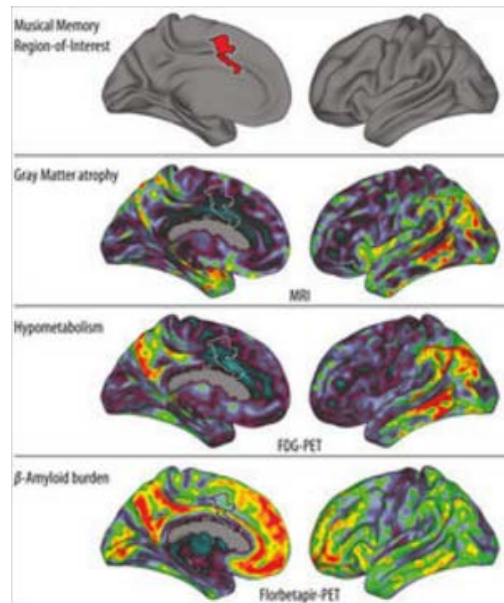 Musical Memory
Region-of-Interest
Gray Matter atrophy
MRI
Hypometabolism
FDG-PET
β-Amyloid burden
Florbetapir-PET